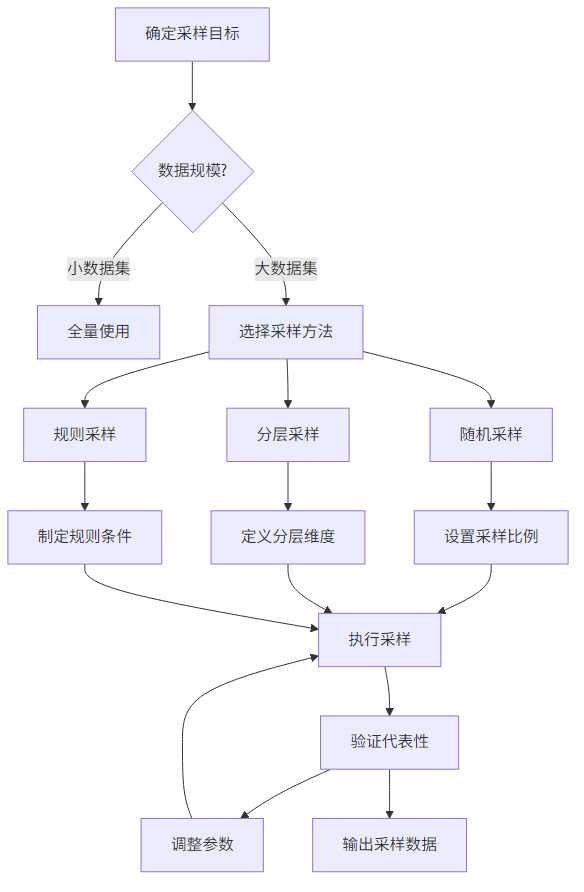 确定采样目标
数据规模?
小数据集
大数据集
全量使用
选择采样方法
规则采样
分层采样
随机采样
制定规则条件
定义分层维度
设置采样比例
执行采样
验证代表性
调整参数
输出采样数据